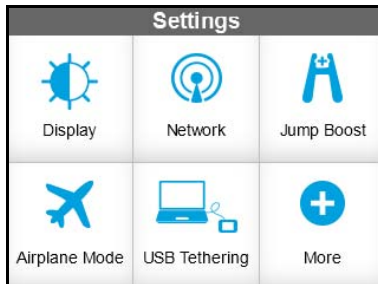 Settings
Display
Network
Jump Boost
Airplane Mode
USB Tethering
More